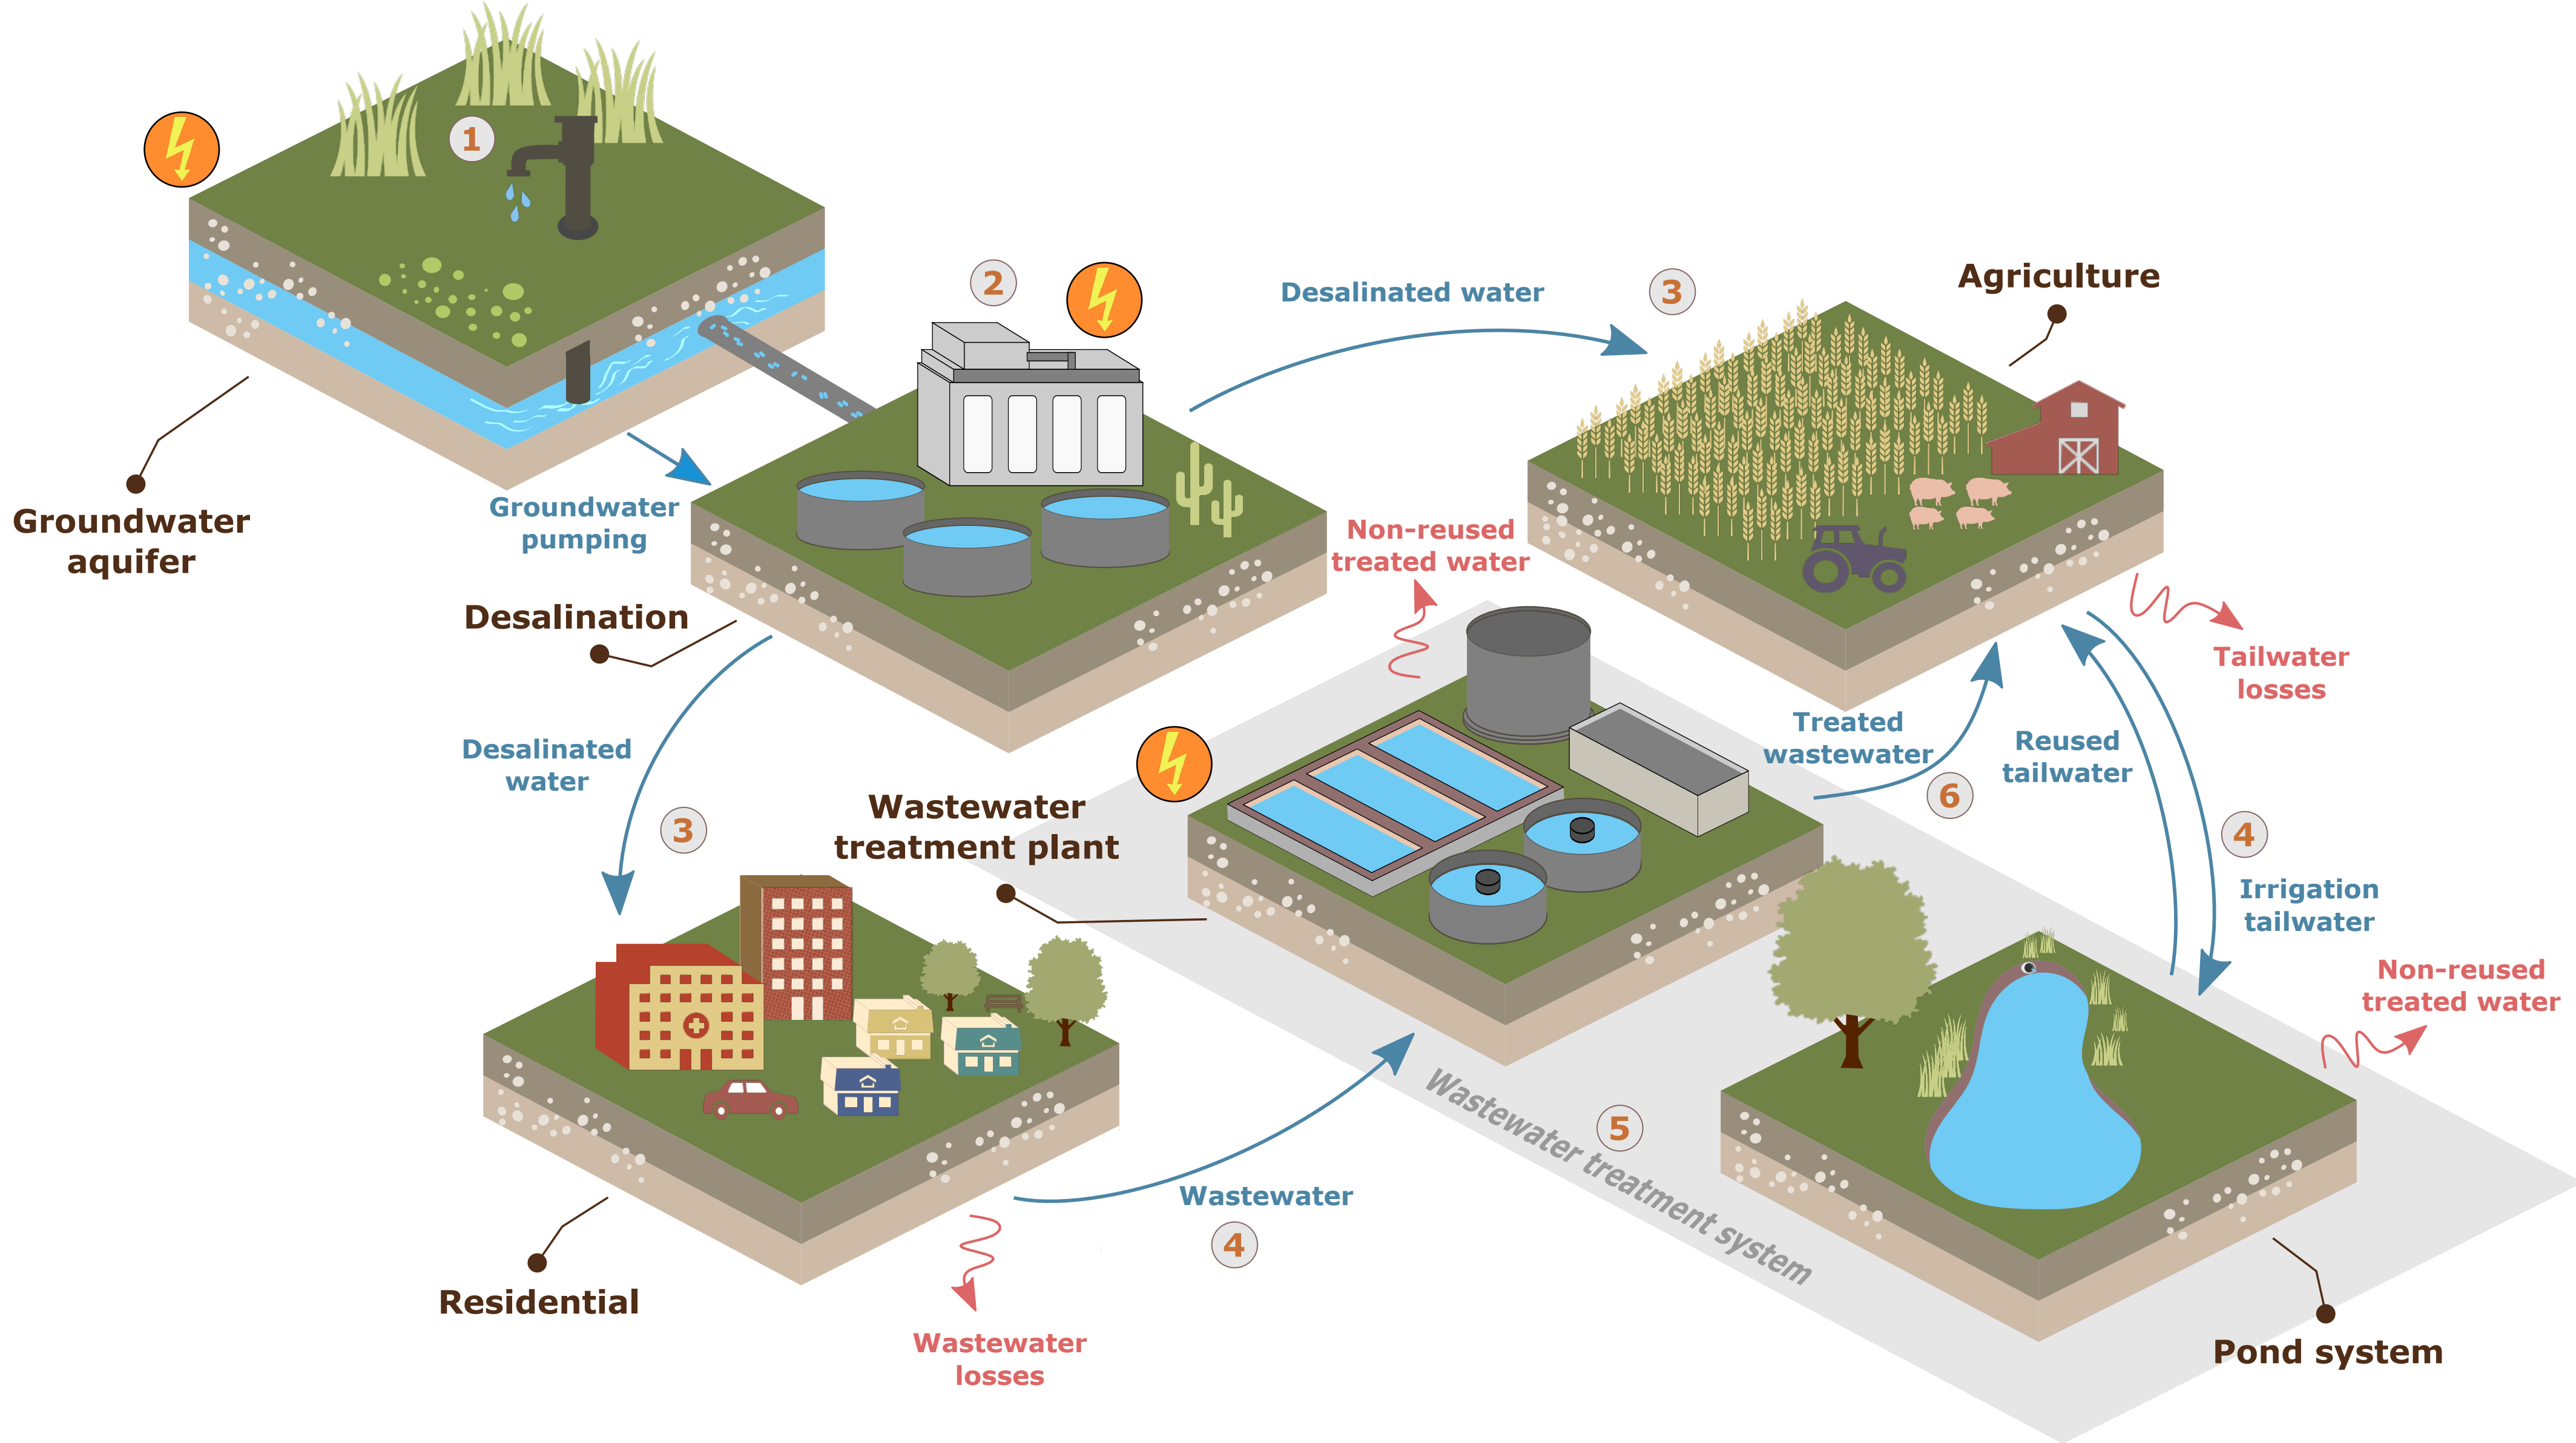 1
2
Desalinated water
3
Agriculture
Groundwater
aquifer
Groundwater
pumping
Desalination
Non-reused
treated water
Tailwater
losses
Desalinated
water
3
Wastewater
treatment plant
Treated
wastewater
6
Reused
tailwater
4
Irrigation
tailwater
Non-reused
treated water
Wastewater treatment system
5
Wastewater
4
Residential
Wastewater
losses
Pond system